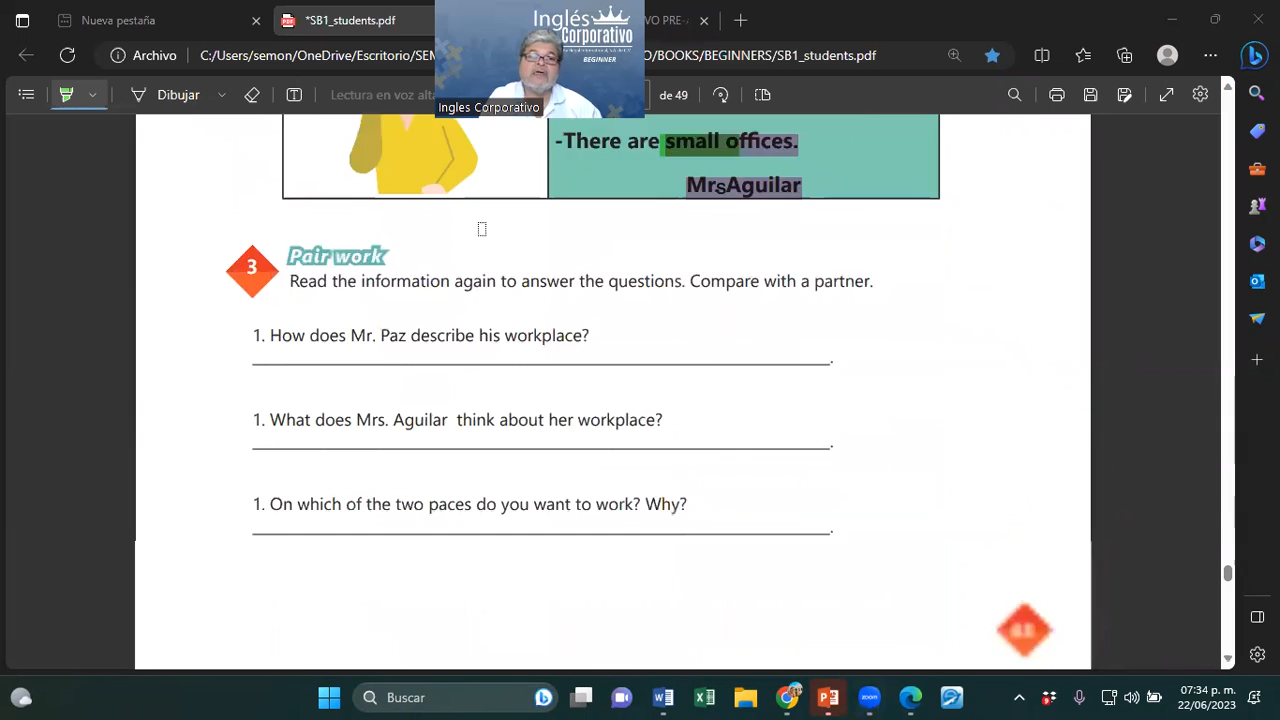 Nueva pestaña
*SB1_students.pdf
VO PRE-A
Archivo
C:/Users/semon/OneDrive/Escritorio/SEM
O/BOOKS/BEGINNERS/SB1_students.pdf
Inglés
Corporativo
BEGINNER
Ingles Corporativo
Dibujar
Lectura en voz alta
de 49
-There are small offices.
MrsAguilar
3
Pair work
Read the information again to answer the questions. Compare with a partner.
1. How does Mr. Paz describe his workplace?
1. What does Mrs. Aguilar think about her workplace?
1. On which of the two paces do you want to work? Why?
Buscar
07:34 p. m.
22/06/2023